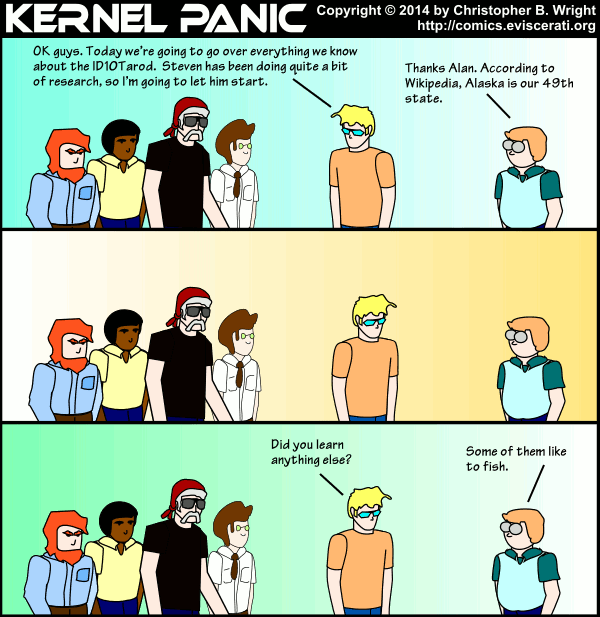 KERNEL PANIC
Copyright © 2014 by Christopher B. Wright
http://comics.eviscerati.org
OK guys. Today we're going to go over everything we know
about the ID10Tarod.  Steven has been doing quite a bit
of research, so I'm going to let him start.
Thanks Alan. According to
Wikipedia, Alaska is our 49th
state.
Did you learn
anything else?
Some of them like
to fish.